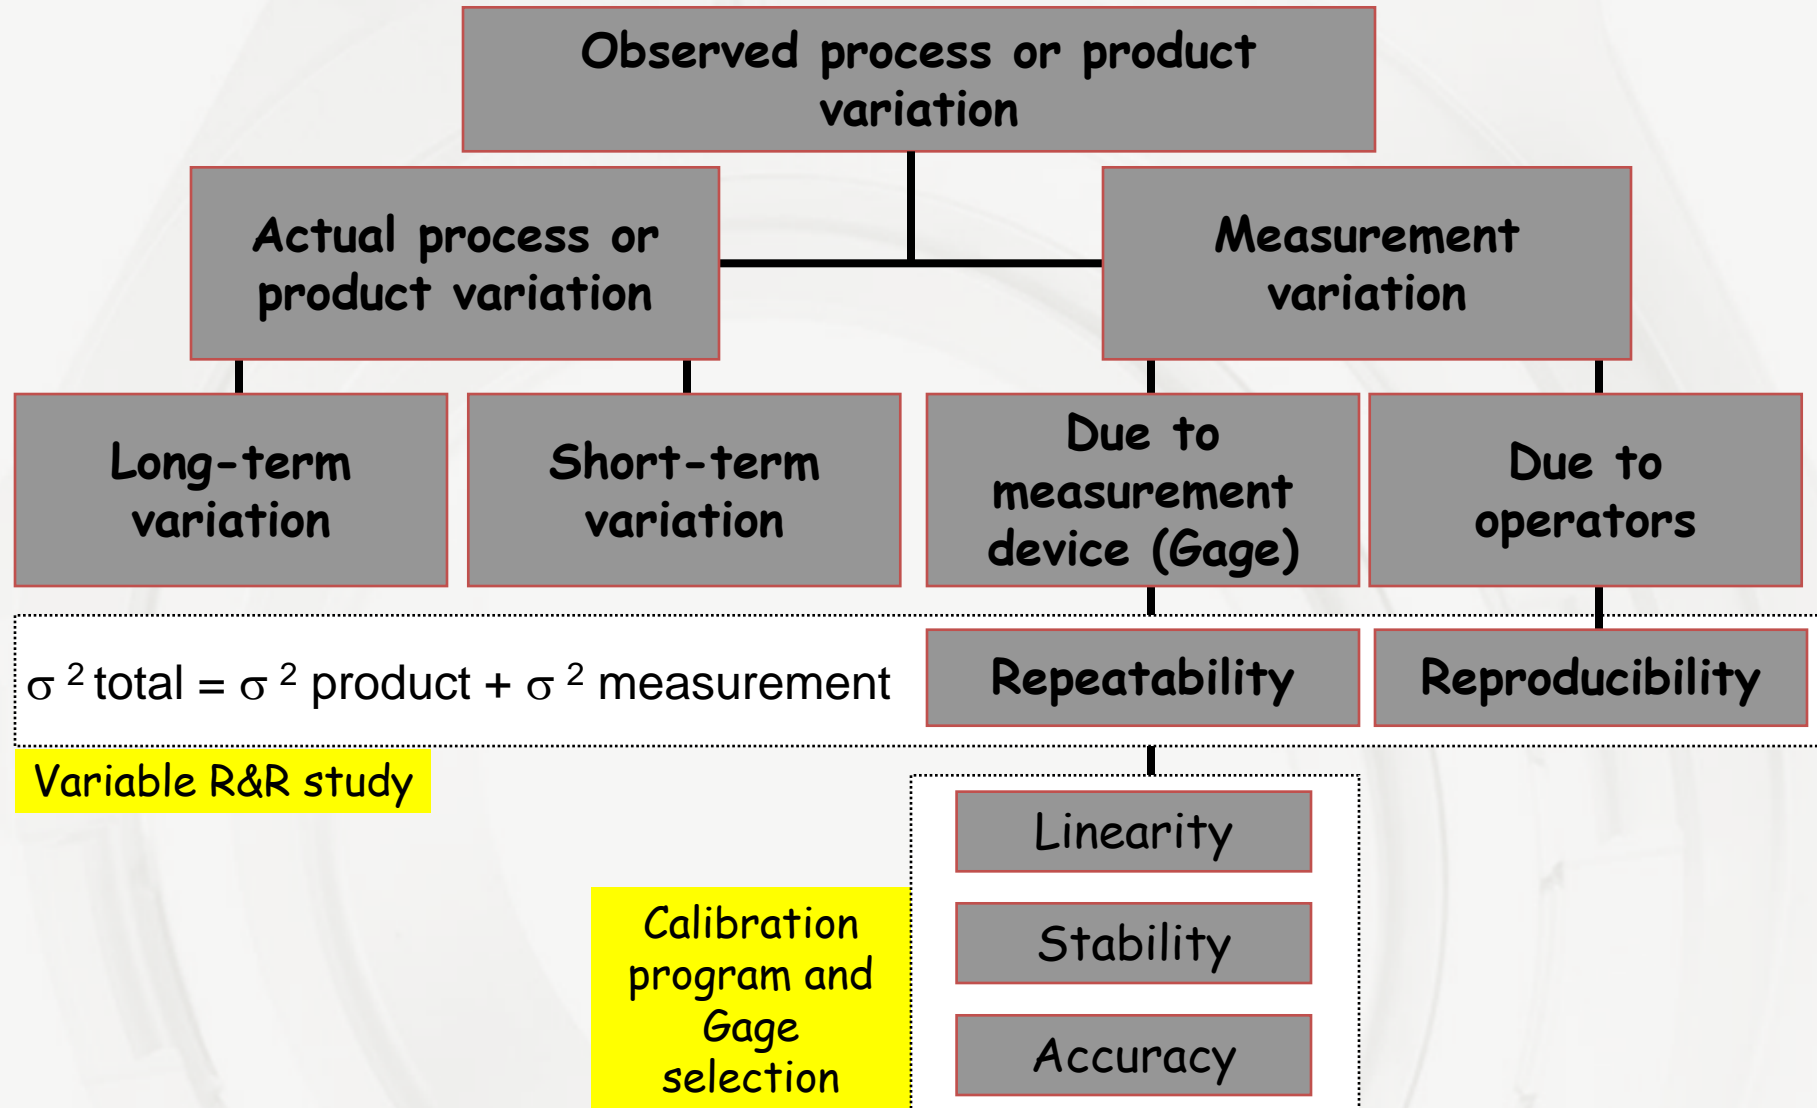 Observed process or product
variation
Actual process or
product variation
Measurement
variation
Long-term
variation
Short-term
variation
Due to
measurement
device (Gage)
Due to
operators
σ 2 total = σ 2 product + σ 2 measurement
Repeatability
Reproducibility
Variable R&R study
Linearity
Calibration
program and
Gage
selection
Stability
Accuracy